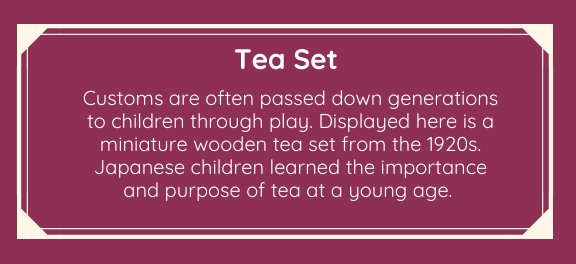 Tea Set
Customs are often passed down generations
to children through play. Displayed here is a
miniature wooden tea set from the 1920s.
Japanese children learned the importance
and purpose of tea at a young age.